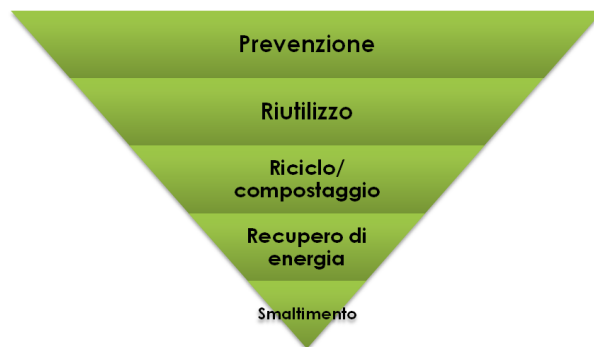 Prevenzione
Riutilizzo
Riciclo/
compostaggio
Recupero di
energia
Smaltimento